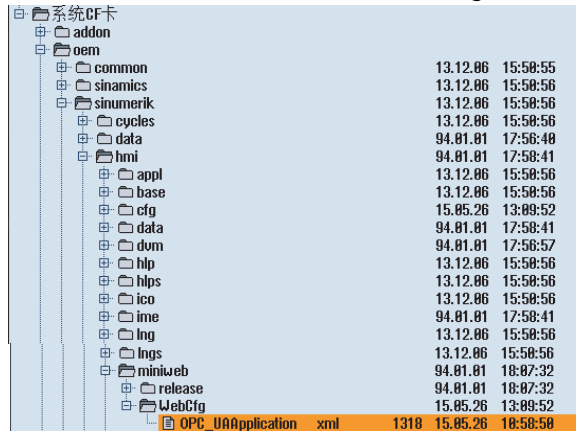 系统CF卡
addon
oem
common 13.12.06 15:50:55
sinamics 13.12.06 15:50:56
sinumerik 13.12.06 15:50:56
cycles 13.12.06 15:50:56
data 94.01.01 17:56:40
hmi 94.01.01 17:58:41
appl 13.12.06 15:50:56
base 13.12.06 15:50:56
cfg 15.05.26 13:09:52
data 94.01.01 17:58:41
dvm 94.01.01 17:56:57
hlp 13.12.06 15:50:56
hlps 13.12.06 15:50:56
ico 13.12.06 15:50:56
ime 94.01.01 17:58:41
lng 13.12.06 15:50:56
lngs 13.12.06 15:50:56
miniweb 94.01.01 18:07:32
release 94.01.01 18:07:32
WebCfg 15.05.26 13:09:52
OPC_UAApplication xml 1318 15.05.26 10:58:50